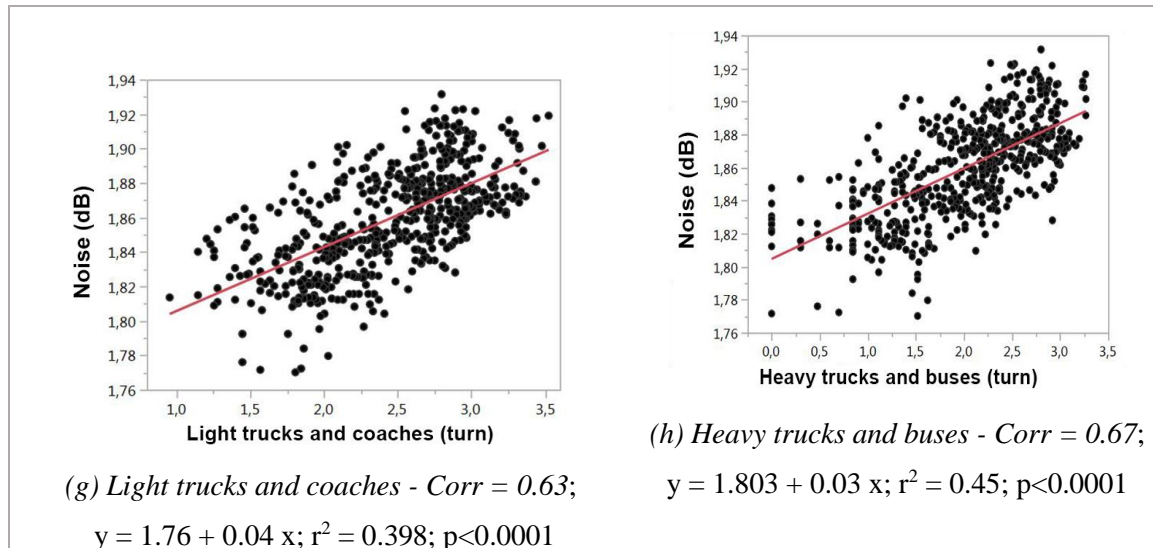 1,94
1,92
1,90
1,88
1,86
1,84
1,82
1,80
1,78
1,76
Noise (dB)
1,0 1,5 2,0 2,5 3,0 3,5
Light trucks and coaches (turn)
(g) Light trucks and coaches - Corr = 0.63;
y = 1.76 + 0.04 x; r² = 0.398; p<0.0001
1,94
1,92
1,90
1,88
1,86
1,84
1,82
1,80
1,78
1,76
Noise (dB)
0,0 0,5 1,0 1,5 2,0 2,5 3,0 3,5
Heavy trucks and buses (turn)
(h) Heavy trucks and buses - Corr = 0.67;
y = 1.803 + 0.03 x; r² = 0.45; p<0.0001